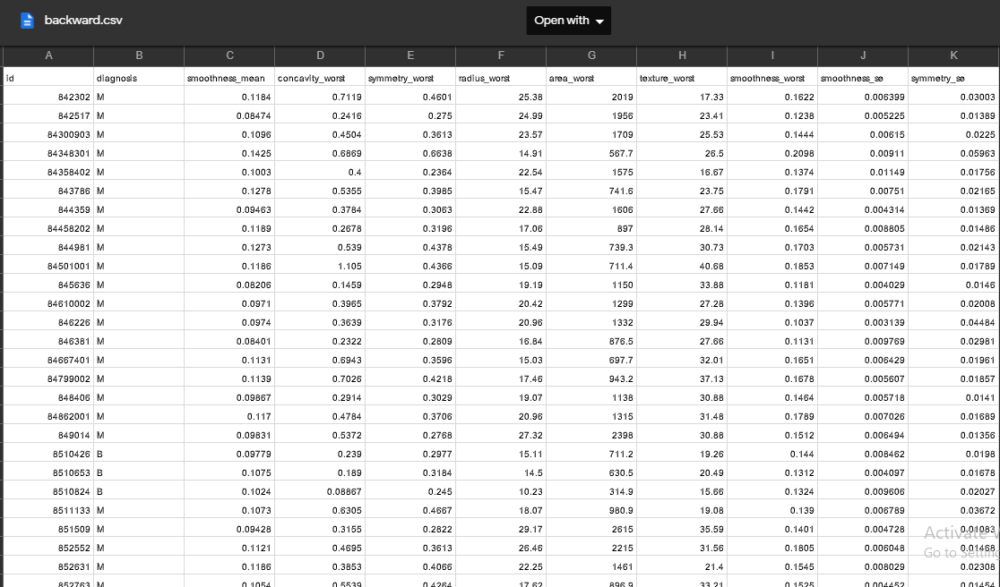 backward.csv
Open with
A B C D E F G H I J K
id diagnosis smoothness_mean concavity_worst symmetry_worst radius_worst area_worst texture_worst smoothness_worst smoothness_se symmetry_se
842302 M 0.1184 0.7119 0.4601 25.38 2019 17.33 0.1622 0.006399 0.03003
842517 M 0.08474 0.2416 0.275 24.99 1956 23.41 0.1238 0.005225 0.01389
84300903 M 0.1096 0.4504 0.3613 23.57 1709 25.53 0.1444 0.00615 0.0225
84348301 M 0.1425 0.6869 0.6638 14.91 567.7 26.5 0.2098 0.00911 0.05963
84358402 M 0.1003 0.4 0.2364 22.54 1575 16.67 0.1374 0.01149 0.01756
843786 M 0.1278 0.5355 0.3985 15.47 741.6 23.75 0.1791 0.00751 0.02165
844359 M 0.09463 0.3784 0.3063 22.88 1606 27.66 0.1442 0.004314 0.01369
84458202 M 0.1189 0.2678 0.3196 17.06 897 28.14 0.1654 0.008805 0.01486
844981 M 0.1273 0.539 0.4378 15.49 739.3 30.73 0.1703 0.005731 0.02143
84501001 M 0.1186 1.105 0.4366 15.09 711.4 40.68 0.1853 0.007149 0.01789
845636 M 0.08206 0.1459 0.2948 19.19 1150 33.88 0.1181 0.004029 0.0146
84610002 M 0.0971 0.3965 0.3792 20.42 1299 27.28 0.1396 0.005771 0.02008
846226 M 0.0974 0.3639 0.3176 20.96 1332 29.94 0.1037 0.003139 0.04484
846381 M 0.08401 0.2322 0.2809 16.84 876.5 27.66 0.1131 0.009769 0.02981
84667401 M 0.1131 0.6943 0.3596 15.03 697.7 32.01 0.1651 0.006429 0.01961
84799002 M 0.1139 0.7026 0.4218 17.46 943.2 37.13 0.1678 0.005607 0.01857
848406 M 0.09867 0.2914 0.3029 19.07 1138 30.88 0.1464 0.005718 0.0141
84862001 M 0.117 0.4784 0.3706 20.96 1315 31.48 0.1789 0.007026 0.01689
849014 M 0.09831 0.5372 0.2768 27.32 2398 30.88 0.1512 0.006494 0.01356
8510426 B 0.09779 0.239 0.2977 15.11 711.2 19.26 0.144 0.008462 0.0198
8510653 B 0.1075 0.189 0.3184 14.5 630.5 20.49 0.1312 0.004097 0.01678
8510824 B 0.1024 0.08867 0.245 10.23 314.9 15.66 0.1324 0.009606 0.02027
8511133 M 0.1073 0.6305 0.4667 18.07 980.9 19.08 0.139 0.006789 0.03672
851509 M 0.09428 0.3155 0.2822 29.17 2615 35.59 0.1401 0.004728 0.01083
852552 M 0.1121 0.4695 0.3613 26.46 2215 31.56 0.1805 0.006048 0.01468
852631 M 0.1186 0.3853 0.4066 22.25 1461 21.4 0.1545 0.008029 0.02308
852763 M 0.1054 0.5539 0.4264 17.62 896.9 33.21 0.1525 0.004452 0.01454
Activate
Go to Setting